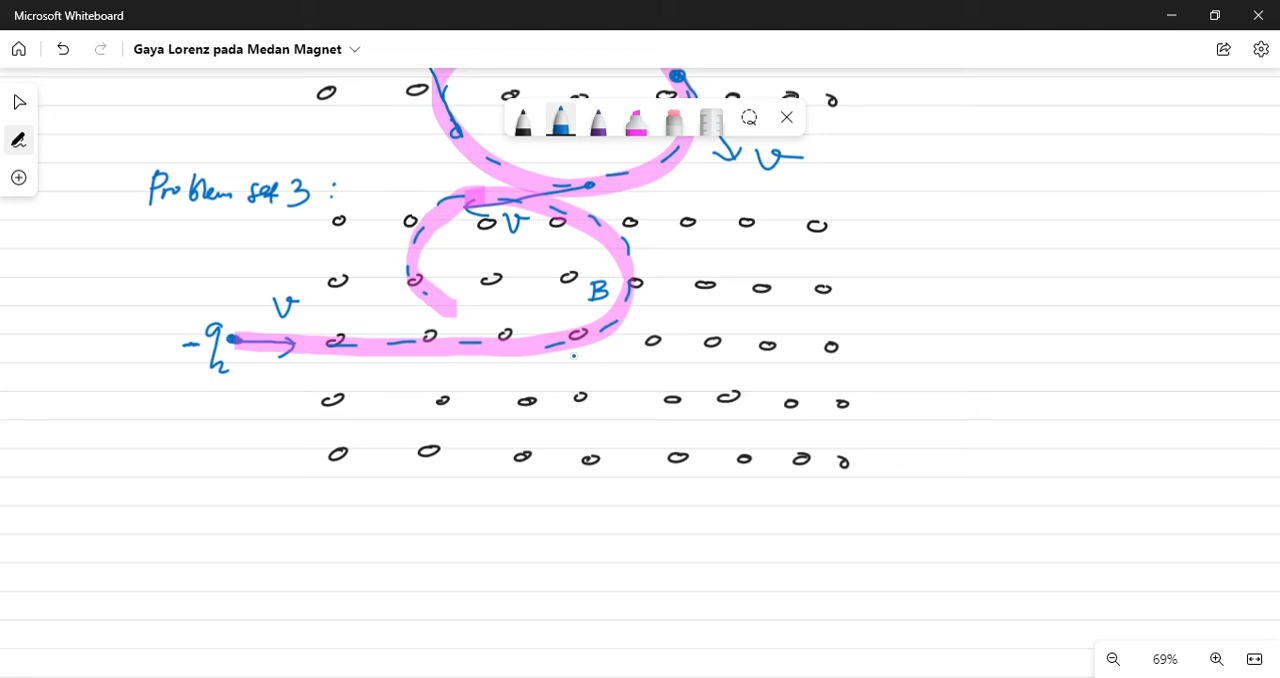 Microsoft Whiteboard
Gaya Lorenz pada Medan Magnet
v
Problem set 3 :
v
B
v
-q
69%